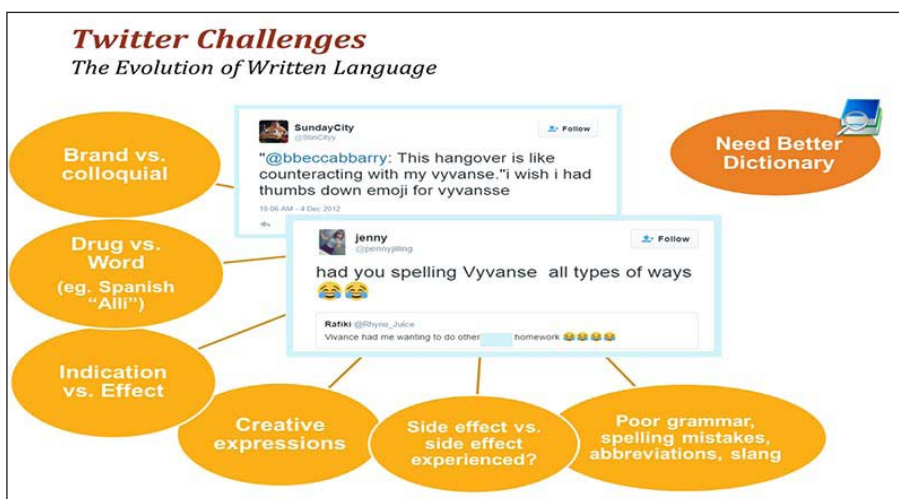 Twitter Challenges
The Evolution of Written Language
Brand vs.
colloquial
SundayCity
@StinCityy
Follow
"@bbeccabbarry: This hangover is like
counteracting with my vyvanse."i wish i had
thumbs down emoji for vyvansse
10:06 AM - 4 Dec 2012
Need Better
Dictionary
Drug vs.
Word
(eg. Spanish
"Alli")
jenny
@pennyjilling
Follow
had you spelling Vyvanse all types of ways
😂😂
Rafiki @Rhyno_Juice
Vivance had me wanting to do other homework 😂😂😂😂
Indication
vs. Effect
Creative
expressions
Side effect vs.
side effect
experienced?
Poor grammar,
spelling mistakes,
abbreviations, slang